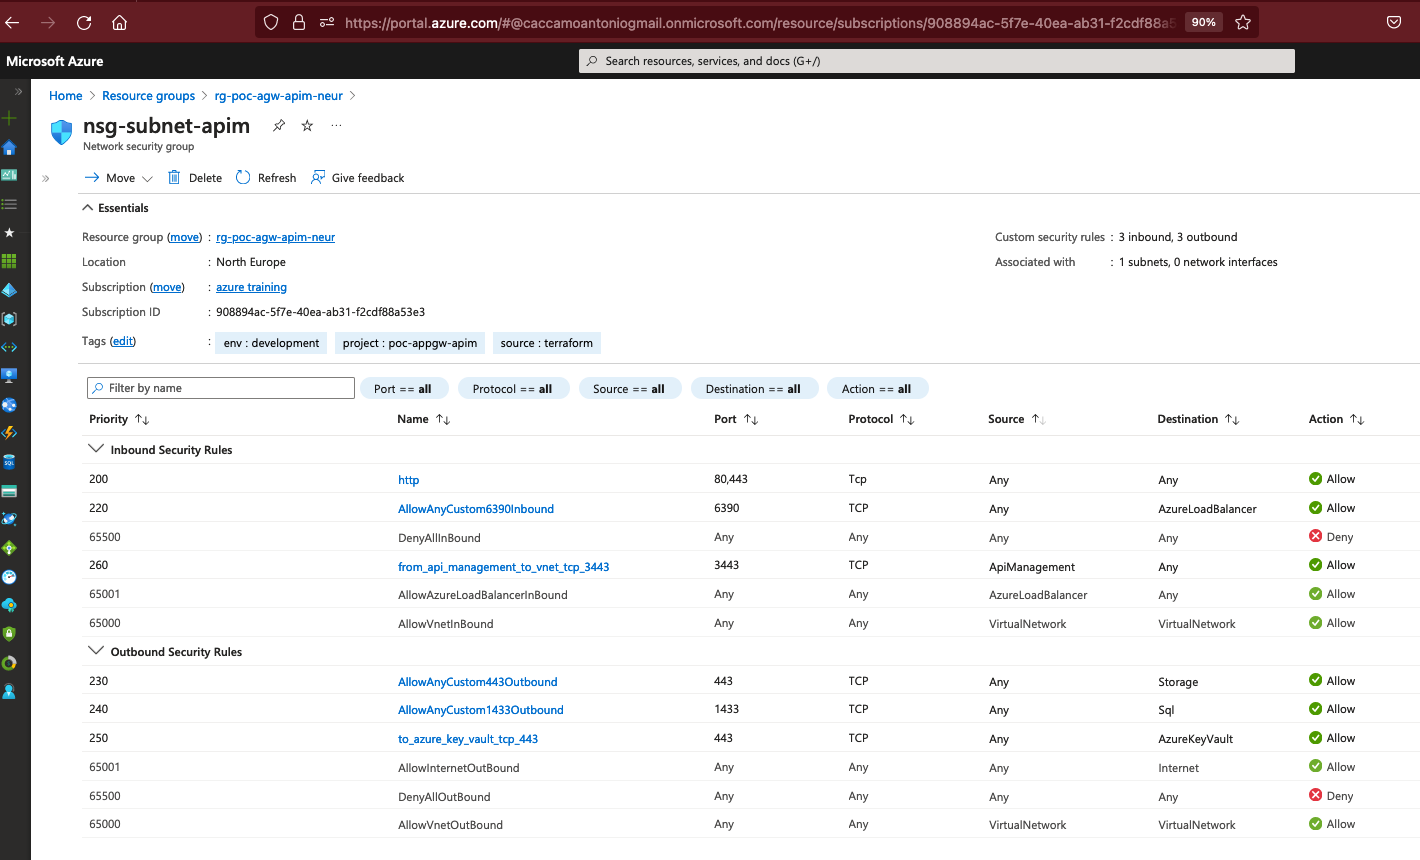 https://portal.azure.com/#@caccamoantoniogmail.onmicrosoft.com/resource/subscriptions/908894ac-5f7e-40ea-ab31-f2cdf88a5
90%
Microsoft Azure
Search resources, services, and docs (G+/)
Home > Resource groups > rg-poc-agw-apim-neur >
nsg-subnet-apim ...
Network security group
Move Delete Refresh Give feedback
Essentials
Resource group (move) : rg-poc-agw-apim-neur Custom security rules : 3 inbound, 3 outbound
Location : North Europe Associated with : 1 subnets, 0 network interfaces
Subscription (move) : azure training
Subscription ID : 908894ac-5f7e-40ea-ab31-f2cdf88a53e3
Tags (edit) : env : development project : poc-appgw-apim source : terraform
Filter by name Port == all Protocol == all Source == all Destination == all Action == all
Priority Name Port Protocol Source Destination Action
Inbound Security Rules
200 http 80,443 Tcp Any Any Allow
220 AllowAnyCustom6390Inbound 6390 TCP Any AzureLoadBalancer Allow
65500 DenyAllInBound Any Any Any Any Deny
260 from_api_management_to_vnet_tcp_3443 3443 TCP ApiManagement Any Allow
65001 AllowAzureLoadBalancerInBound Any Any AzureLoadBalancer Any Allow
65000 AllowVnetInBound Any Any VirtualNetwork VirtualNetwork Allow
Outbound Security Rules
230 AllowAnyCustom443Outbound 443 TCP Any Storage Allow
240 AllowAnyCustom1433Outbound 1433 TCP Any Sql Allow
250 to_azure_key_vault_tcp_443 443 TCP Any AzureKeyVault Allow
65001 AllowInternetOutBound Any Any Any Internet Allow
65500 DenyAllOutBound Any Any Any Any Deny
65000 AllowVnetOutBound Any Any VirtualNetwork VirtualNetwork Allow